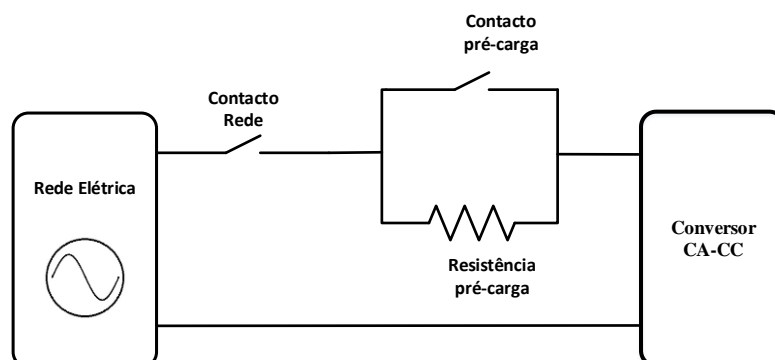 Contacto
pré-carga
Contacto
Rede
Rede Elétrica
Resistência
pré-carga
Conversor
CA-CC